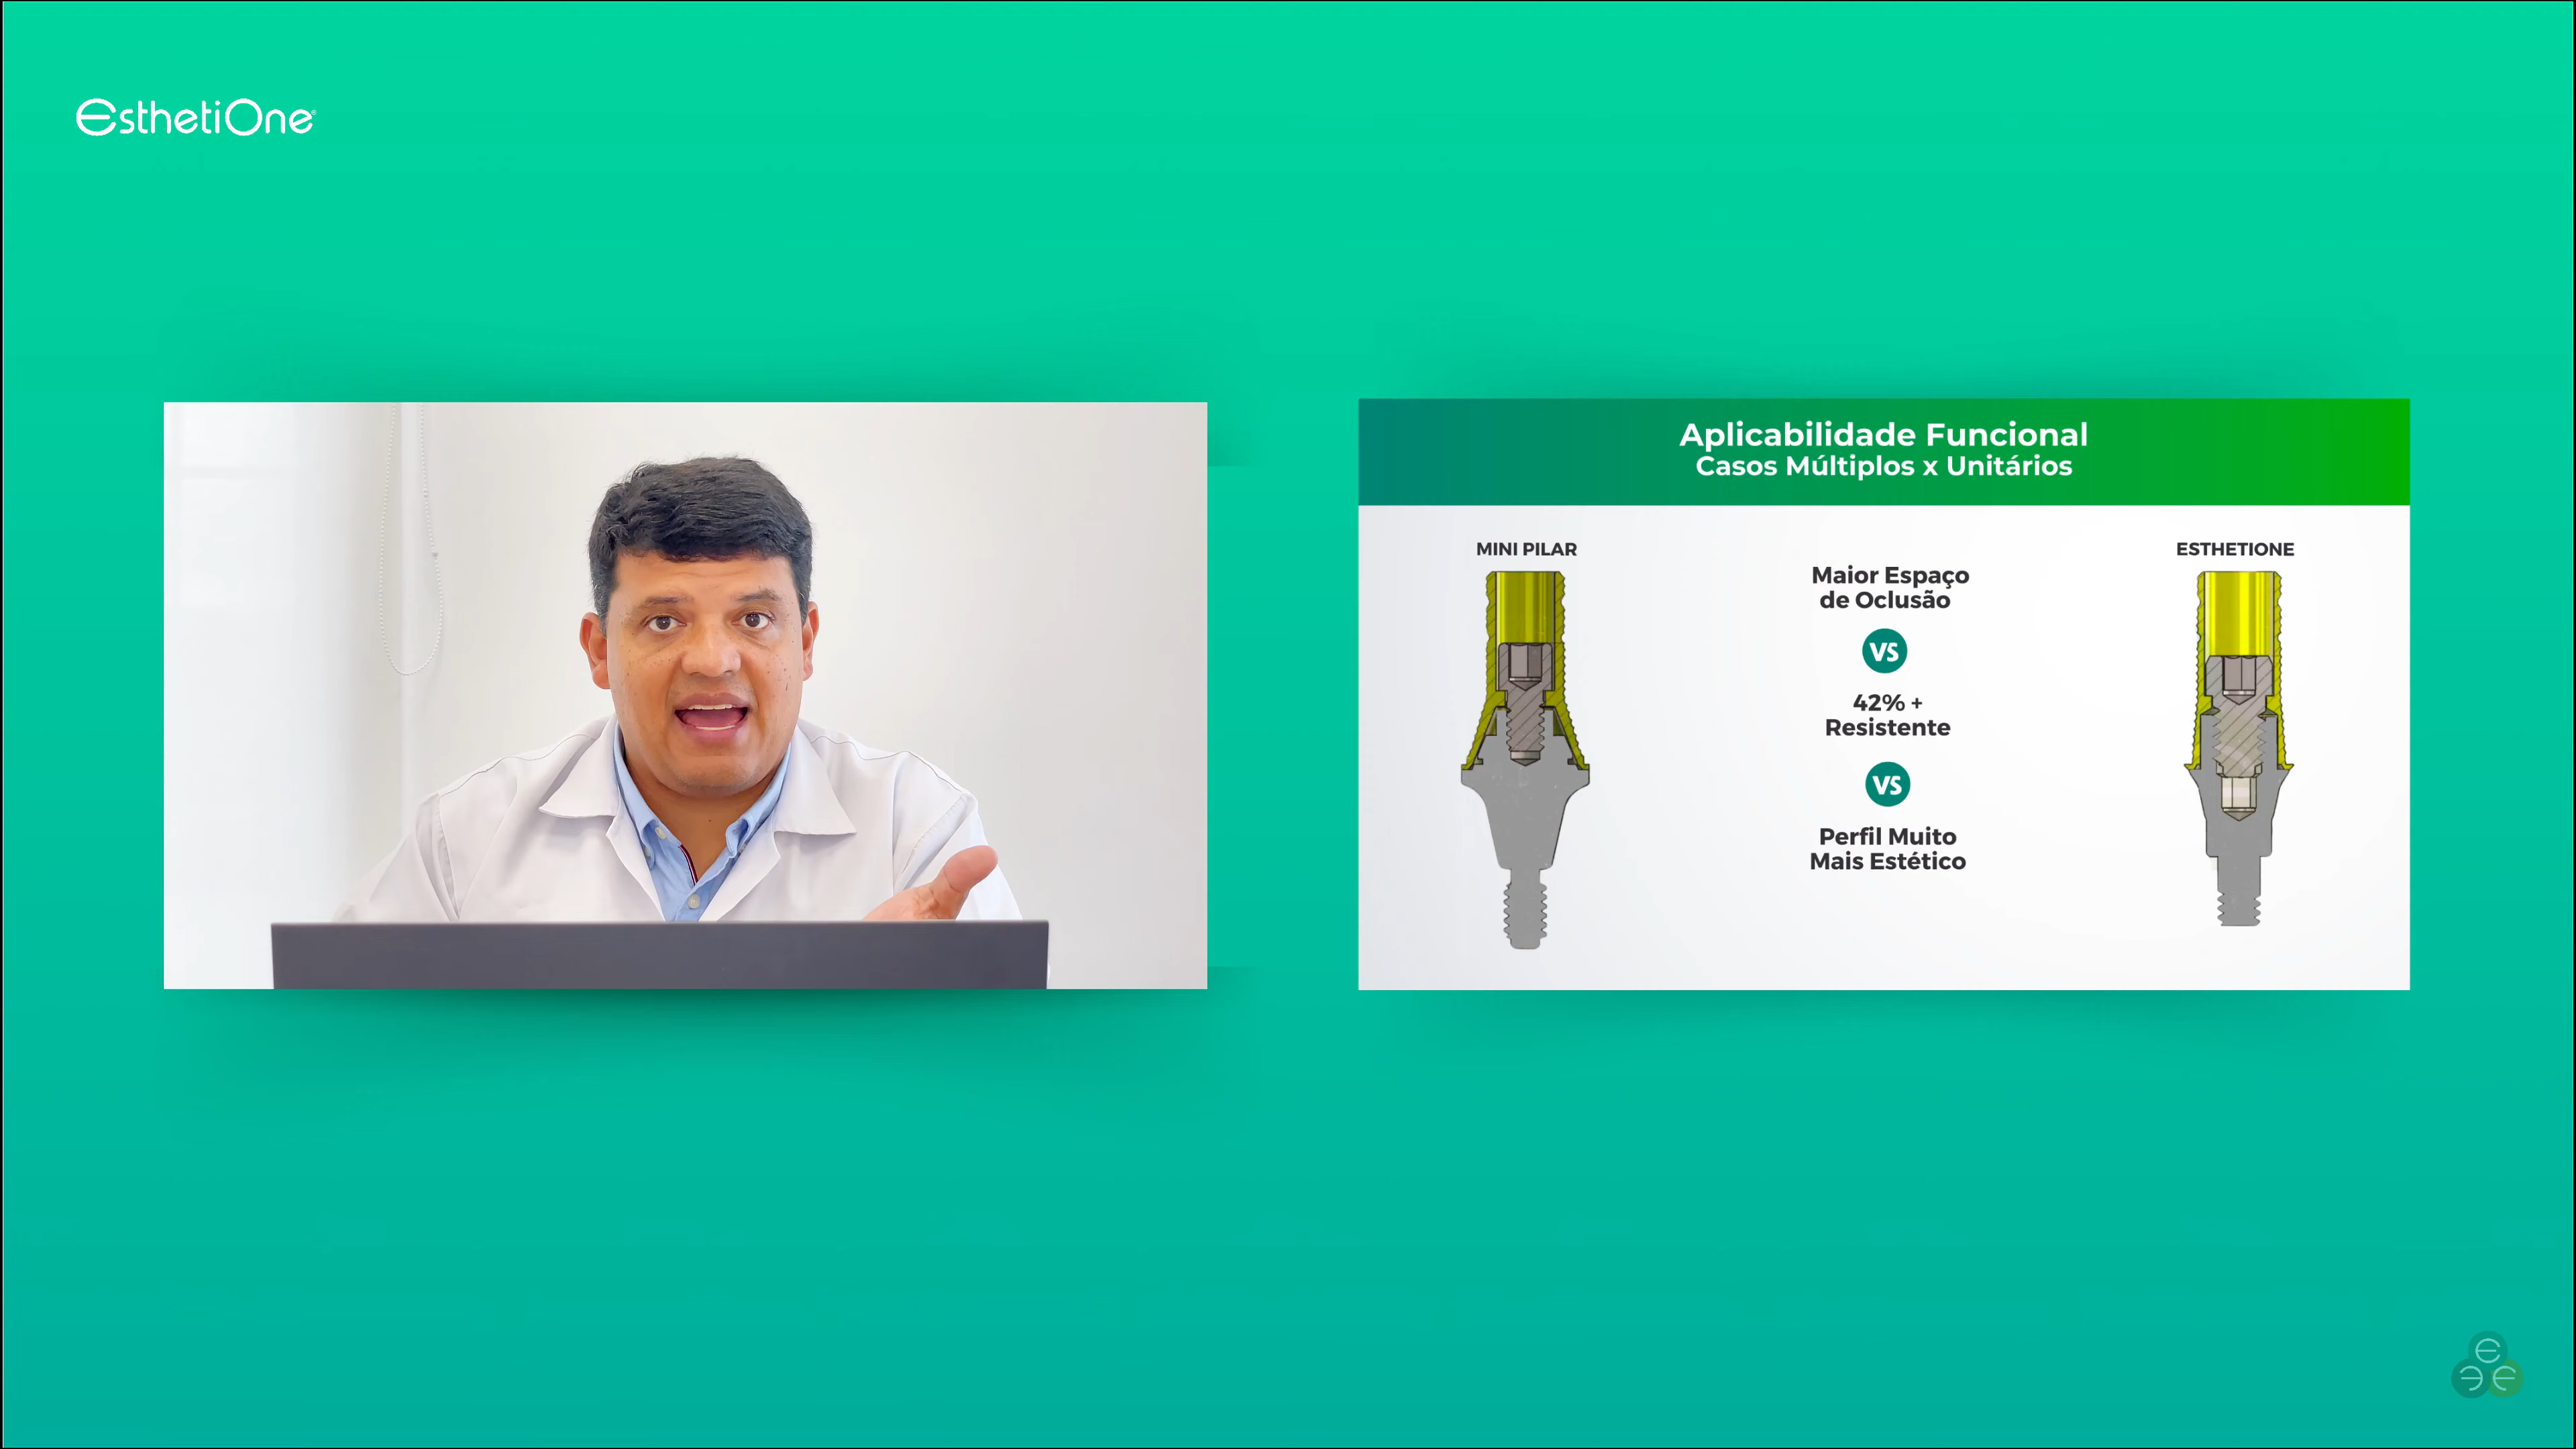 EsthetiOne®
Aplicabilidade Funcional
Casos Múltiplos x Unitários
MINI PILAR
ESTHETIONE
Maior Espaço
de Oclusão
VS
42% +
Resistente
VS
Perfil Muito
Mais Estético